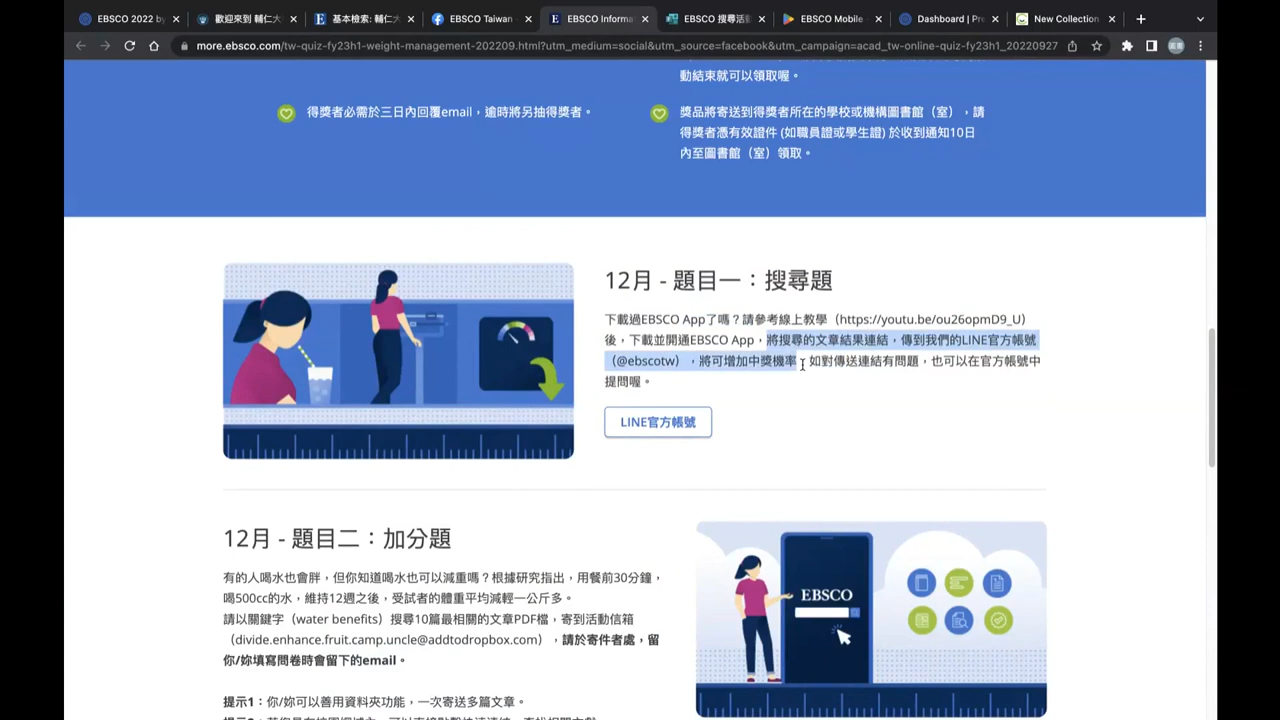 EBSCO 2022 by
歡迎來到 輔仁大
基本檢索: 輔仁大
EBSCO Taiwan -
EBSCO Informa
EBSCO 搜尋活動
EBSCO Mobile
Dashboard | Pre
New Collection
more.ebsco.com/tw-quiz-fy23h1-weight-management-202209.html?utm_medium=social&utm_source=facebook&utm_campaign=acad_tw-online-quiz-fy23h1_20220927
動結束就可以領取喔。
得獎者必需於三日內回覆email，逾時將另抽得獎者。
獎品將寄送到得獎者所在的學校或機構圖書館（室），請
得獎者憑有效證件 (如職員證或學生證) 於收到通知10日
內至圖書館（室）領取。
12月 - 題目一：搜尋題
下載過EBSCO App了嗎？請參考線上教學（https://youtu.be/ou26opmD9_U）
後，下載並開通EBSCO App，將搜尋的文章結果連結，傳到我們的LINE官方帳號
（@ebscotw），將可增加中獎機率。如對傳送連結有問題，也可以在官方帳號中
提問喔。
LINE官方帳號
12月 - 題目二：加分題
有的人喝水也會胖，但你知道喝水也可以減重嗎？根據研究指出，用餐前30分鐘，
喝500cc的水，維持12週之後，受試者的體重平均減輕一公斤多。
請以關鍵字（water benefits）搜尋10篇最相關的文章PDF檔，寄到活動信箱
（divide.enhance.fruit.camp.uncle@addtodropbox.com），請於寄件者處，留
你/妳填寫問卷時會留下的email。
提示1：你/妳可以善用資料夾功能，一次寄送多篇文章。
EBSCO